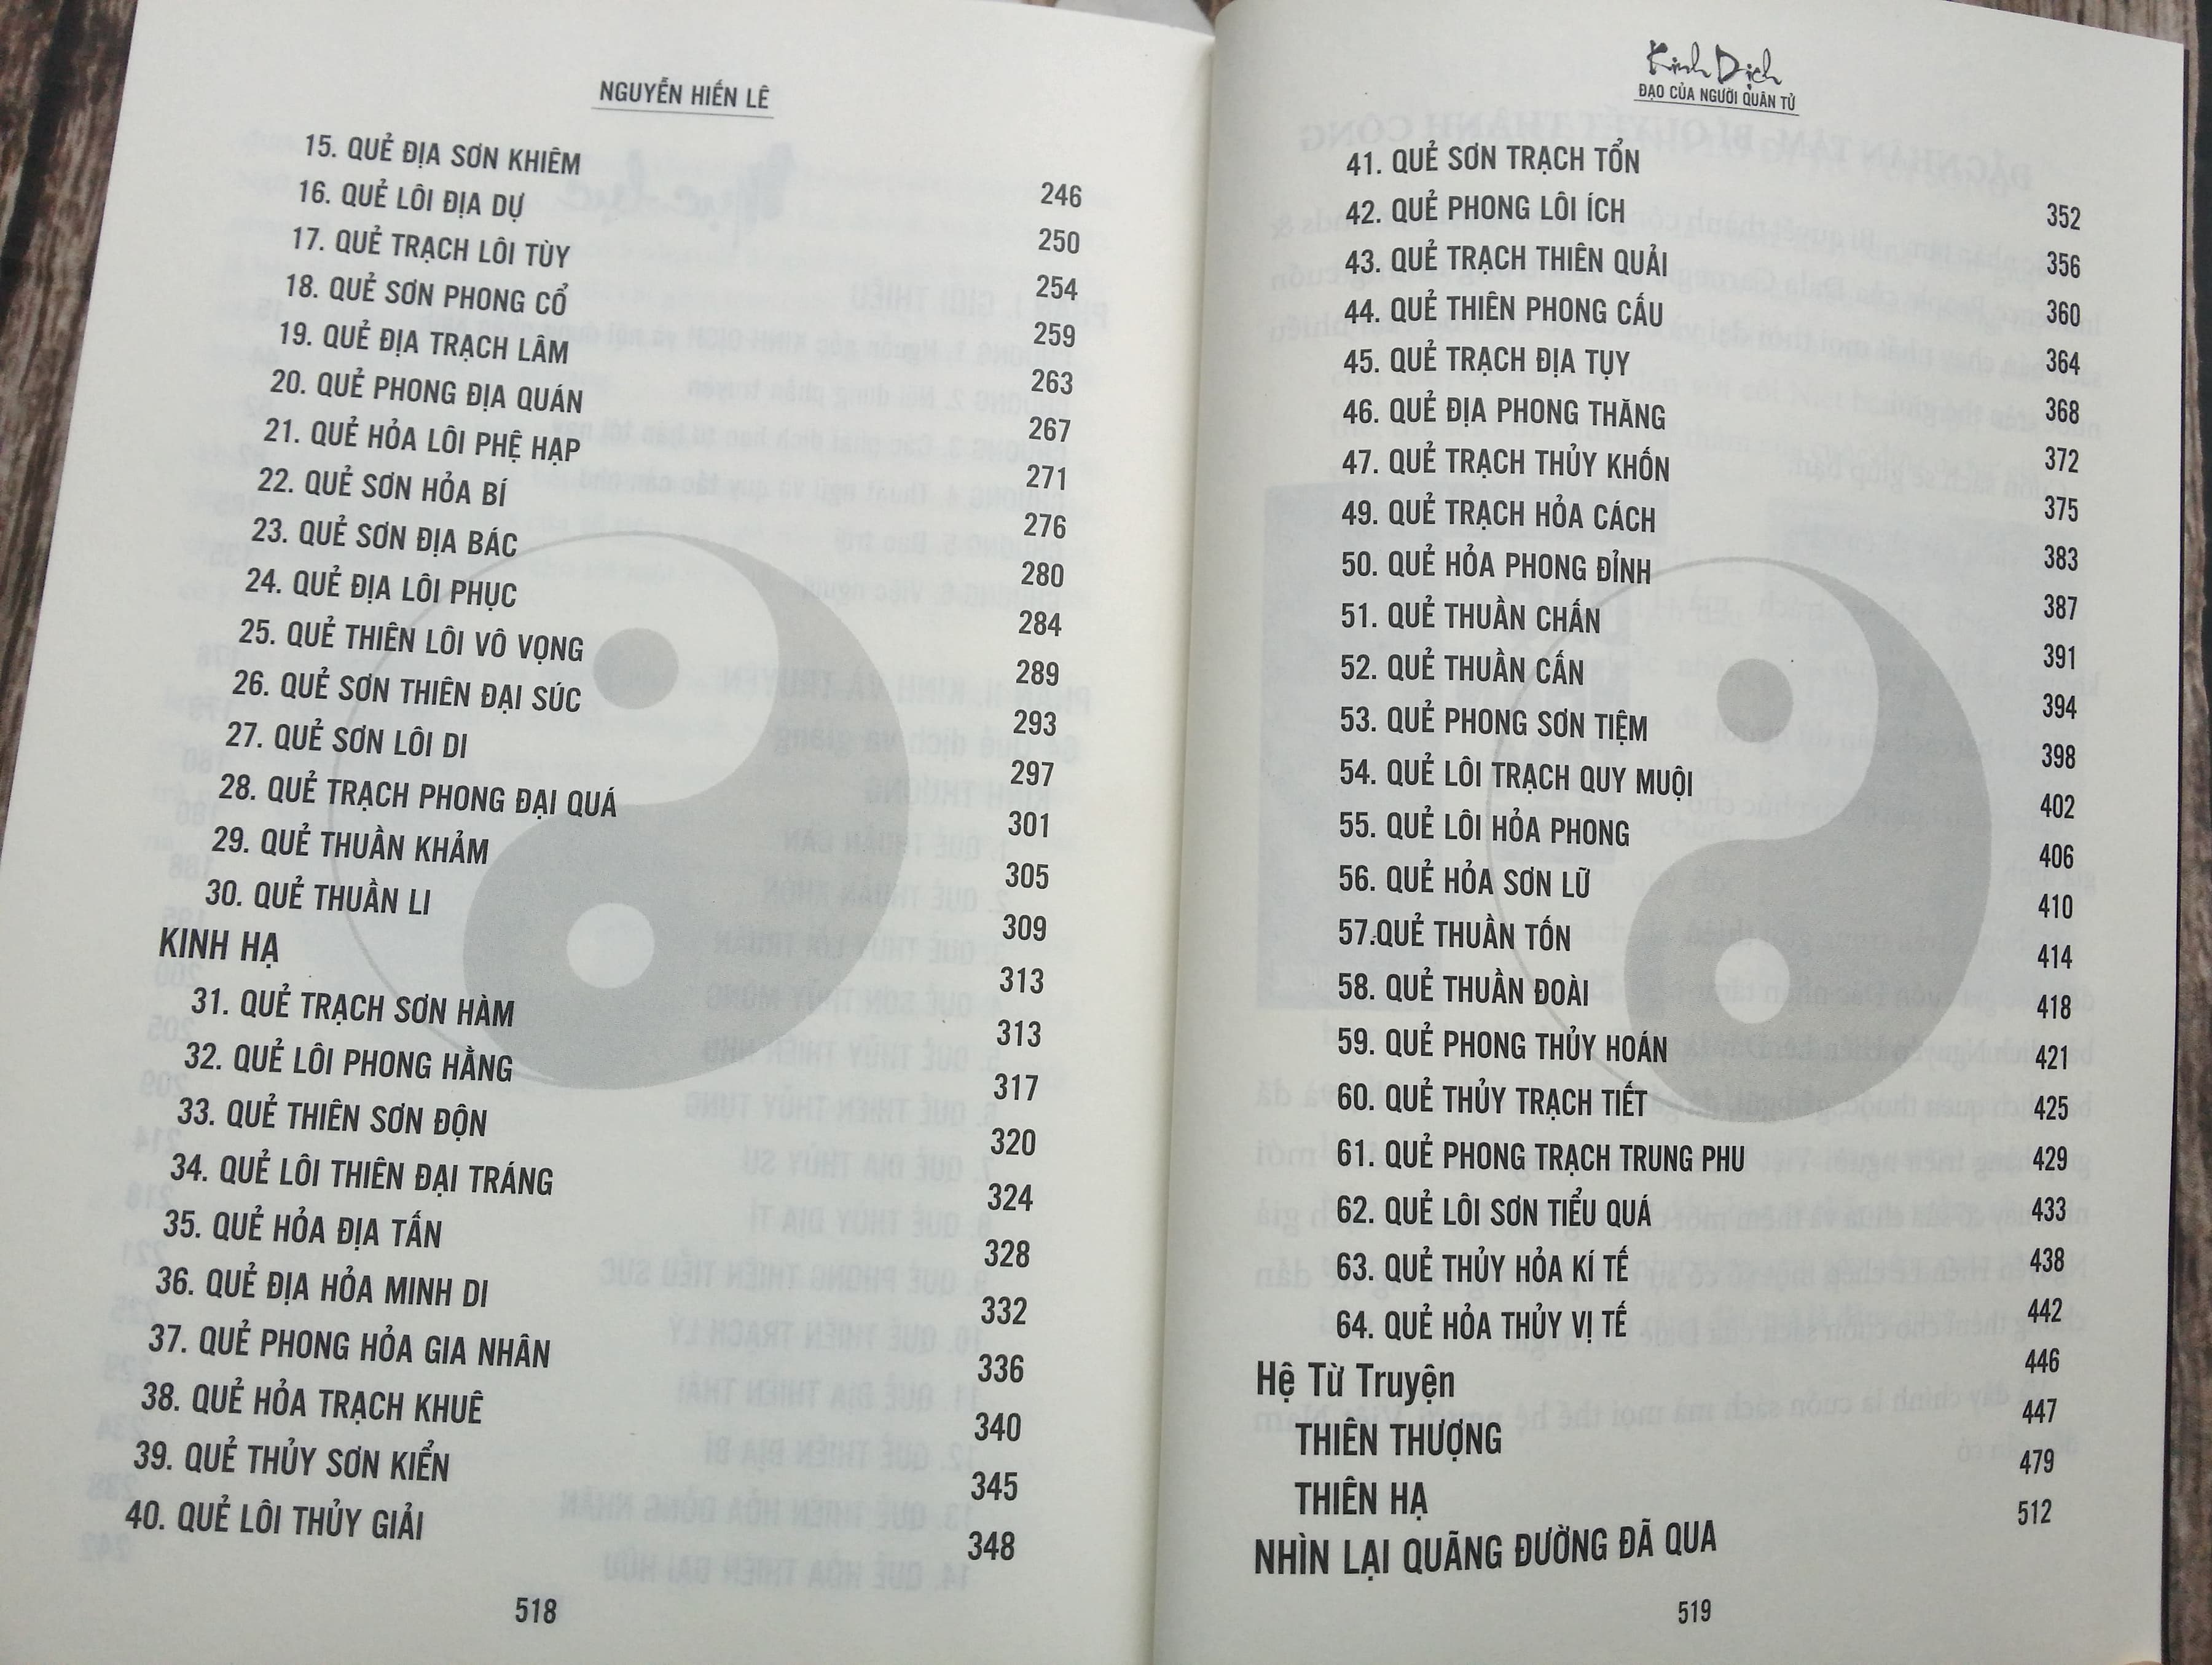 NGUYỄN HIẾN LÊ
15. QUẺ ĐỊA SƠN KHIÊM 246
16. QUẺ LÔI ĐỊA DỰ 250
17. QUẺ TRẠCH LÔI TÙY 254
18. QUẺ SƠN PHONG CỔ 259
19. QUẺ ĐỊA TRẠCH LÂM 263
20. QUẺ PHONG ĐỊA QUÁN 267
21. QUẺ HỎA LÔI PHỆ HẠP 271
22. QUẺ SƠN HỎA BÍ 276
23. QUẺ SƠN ĐỊA BÁC 280
24. QUẺ ĐỊA LÔI PHỤC 284
25. QUẺ THIÊN LÔI VÔ VỌNG 289
26. QUẺ SƠN THIÊN ĐẠI SÚC 293
27. QUẺ SƠN LÔI DI 297
28. QUẺ TRẠCH PHONG ĐẠI QUÁ 301
29. QUẺ THUẦN KHẢM 305
30. QUẺ THUẦN LI 309
KINH HẠ 313
31. QUẺ TRẠCH SƠN HÀM 313
32. QUẺ LÔI PHONG HẰNG 317
33. QUẺ THIÊN SƠN ĐỘN 320
34. QUẺ LÔI THIÊN ĐẠI TRÁNG 324
35. QUẺ HỎA ĐỊA TẤN 328
36. QUẺ ĐỊA HỎA MINH DI 332
37. QUẺ PHONG HỎA GIA NHÂN 336
38. QUẺ HỎA TRẠCH KHUÊ 340
39. QUẺ THỦY SƠN KIỂN 345
40. QUẺ LÔI THỦY GIẢI 348
518
Kinh Dịch
ĐẠO CỦA NGƯỜI QUÂN TỬ
41. QUẺ SƠN TRẠCH TỔN 352
42. QUẺ PHONG LÔI ÍCH 356
43. QUẺ TRẠCH THIÊN QUẢI 360
44. QUẺ THIÊN PHONG CẤU 364
45. QUẺ TRẠCH ĐỊA TỤY 368
46. QUẺ ĐỊA PHONG THĂNG 372
47. QUẺ TRẠCH THỦY KHỐN 375
49. QUẺ TRẠCH HỎA CÁCH 383
50. QUẺ HỎA PHONG ĐỈNH 387
51. QUẺ THUẦN CHẤN 391
52. QUẺ THUẦN CẤN 394
53. QUẺ PHONG SƠN TIỆM 398
54. QUẺ LÔI TRẠCH QUY MUỘI 402
55. QUẺ LÔI HỎA PHONG 406
56. QUẺ HỎA SƠN LỮ 410
57.QUẺ THUẦN TỐN 414
58. QUẺ THUẦN ĐOÀI 418
59. QUẺ PHONG THỦY HOÁN 421
60. QUẺ THỦY TRẠCH TIẾT 425
61. QUẺ PHONG TRẠCH TRUNG PHU 429
62. QUẺ LÔI SƠN TIỂU QUÁ 433
63. QUẺ THỦY HỎA KÍ TẾ 438
64. QUẺ HỎA THỦY VỊ TẾ 442
Hệ Từ Truyện 446
THIÊN THƯỢNG 447
THIÊN HẠ 479
NHÌN LẠI QUÃNG ĐƯỜNG ĐÃ QUA 512
519